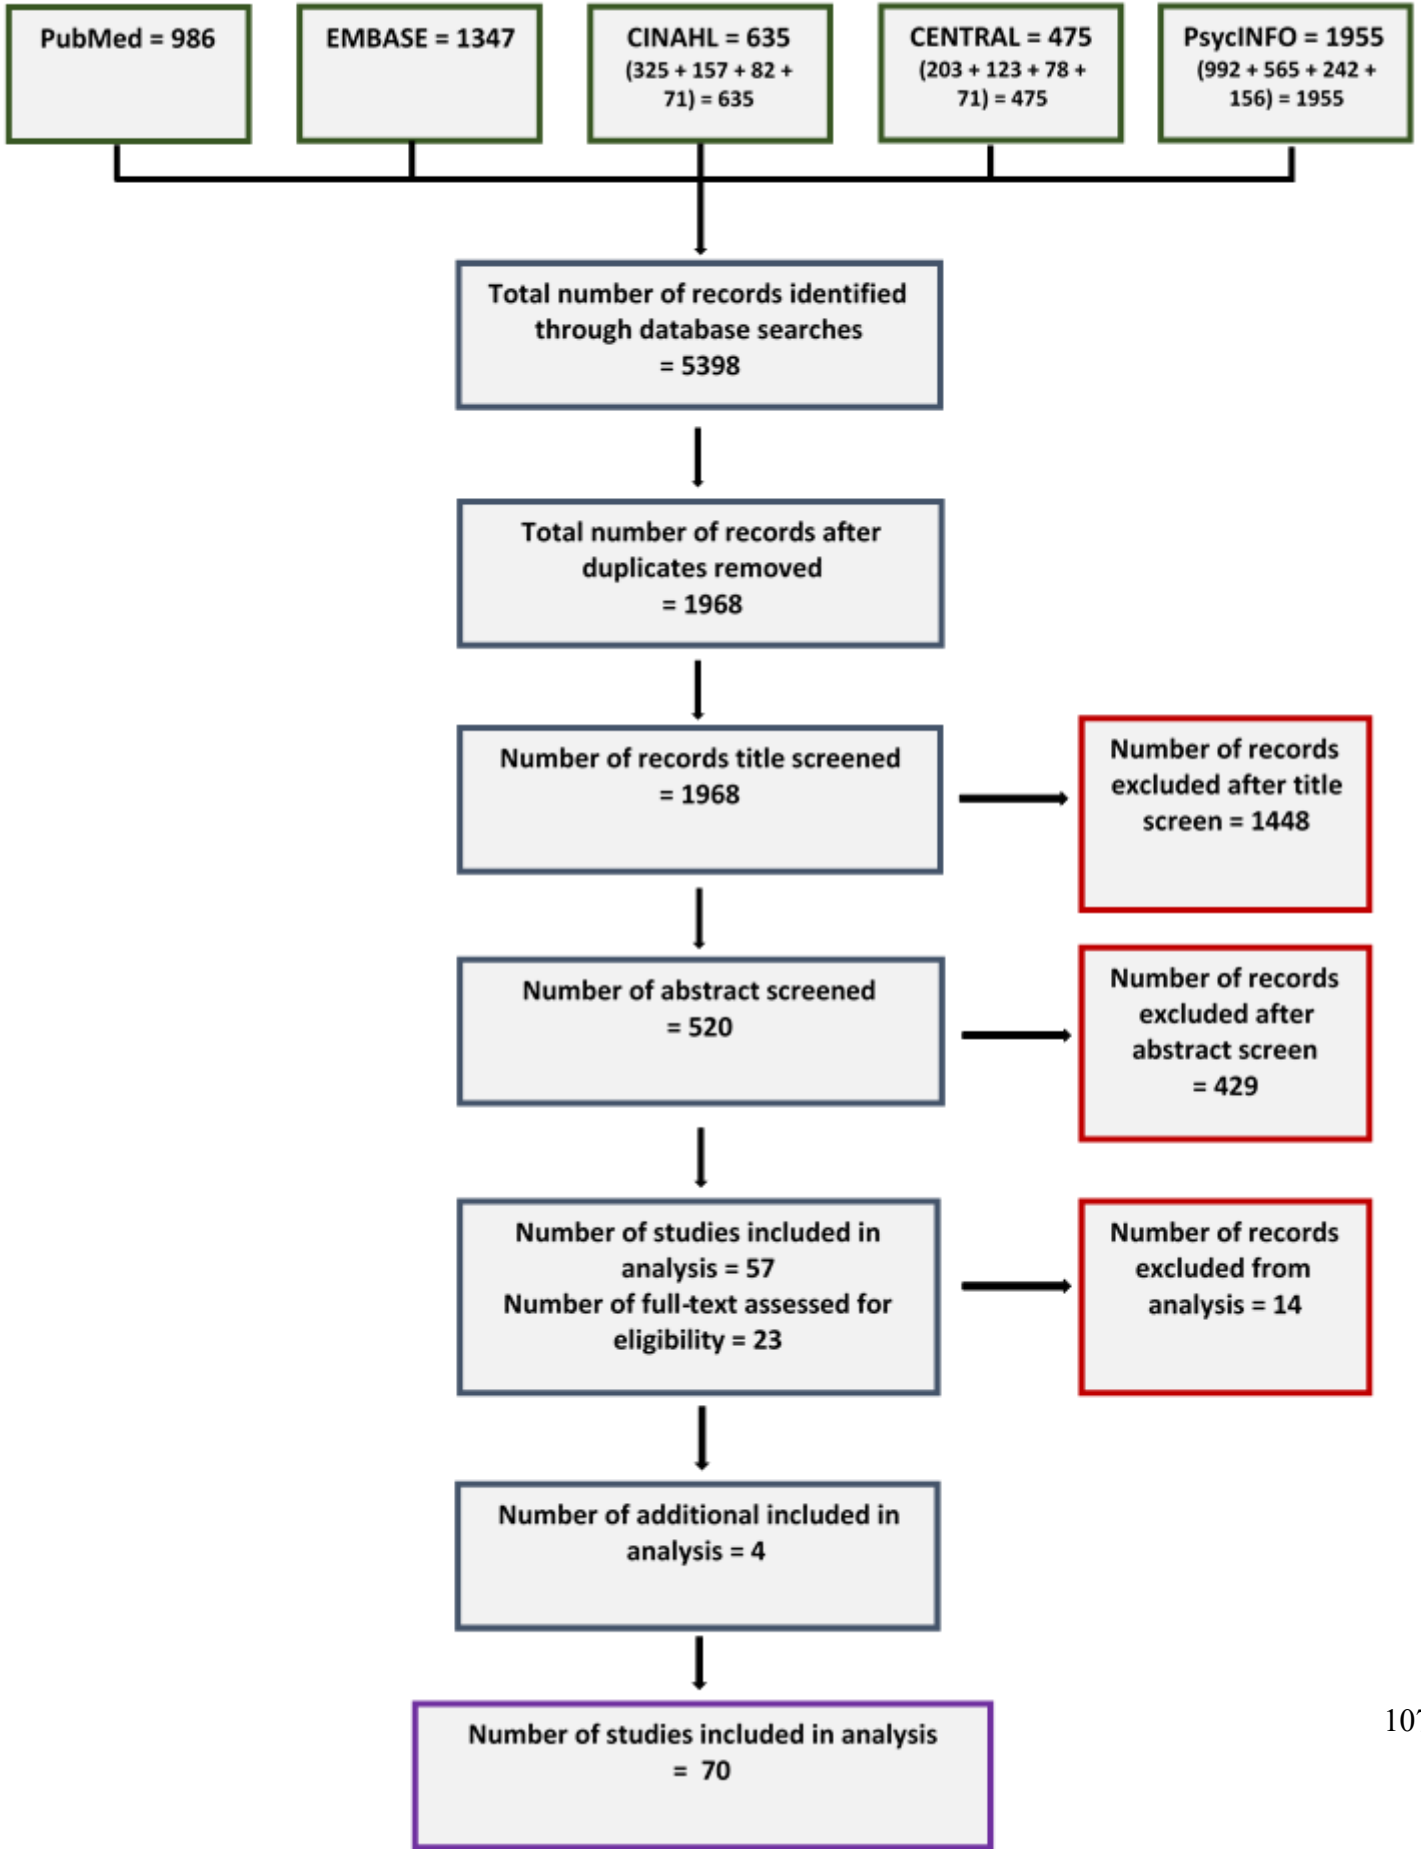 PubMed = 986
EMBASE = 1347
CINAHL = 635
(325 + 157 + 82 +
71) = 635
CENTRAL = 475
(203 + 123 + 78 +
71) = 475
PsycINFO = 1955
(992 + 565 + 242 +
156) = 1955
Total number of records identified
through database searches
= 5398
Total number of records after
duplicates removed
= 1968
Number of records title screened
= 1968
Number of records
excluded after title
screen = 1448
Number of abstract screened
= 520
Number of records
excluded after
abstract screen
= 429
Number of studies included in
analysis = 57
Number of full-text assessed for
eligibility = 23
Number of records
excluded from
analysis = 14
Number of additional included in
analysis = 4
Number of studies included in analysis
= 70
107